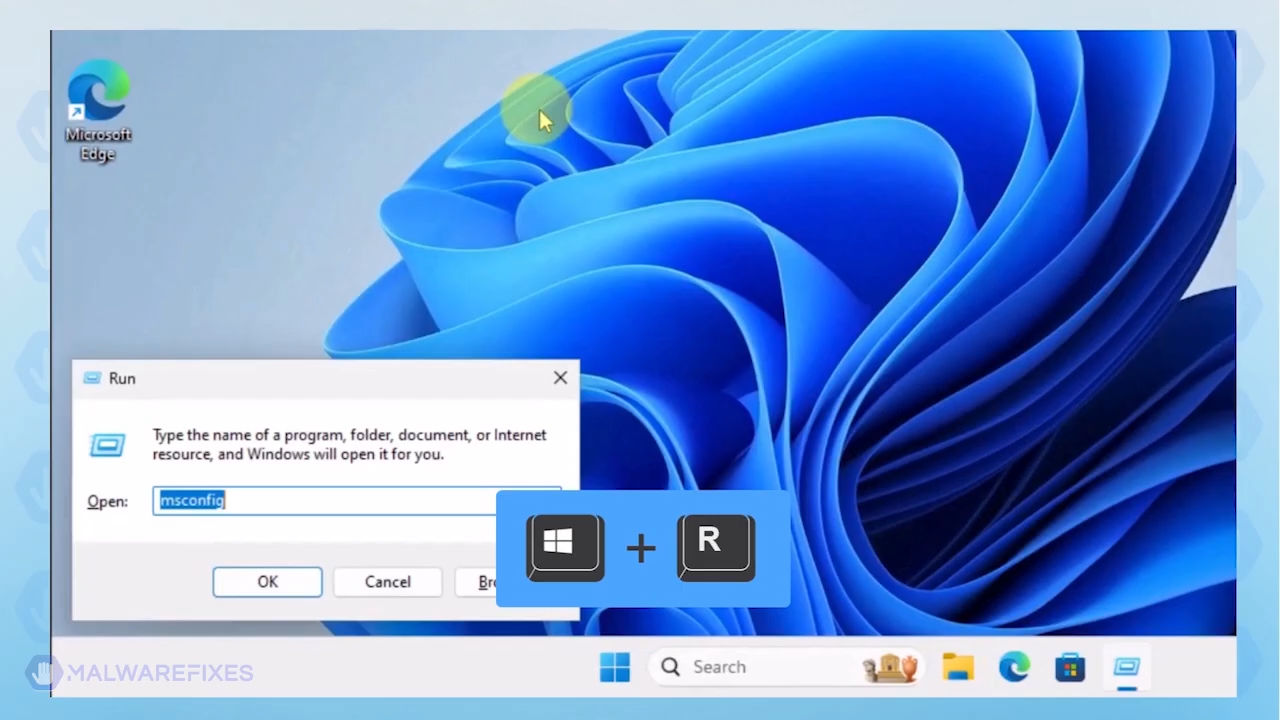 Microsoft
Edge
Run
Type the name of a program, folder, document, or Internet
resource, and Windows will open it for you.
Open:
msconfig
OK
Cancel
+
R
Search
MALWAREFIXES